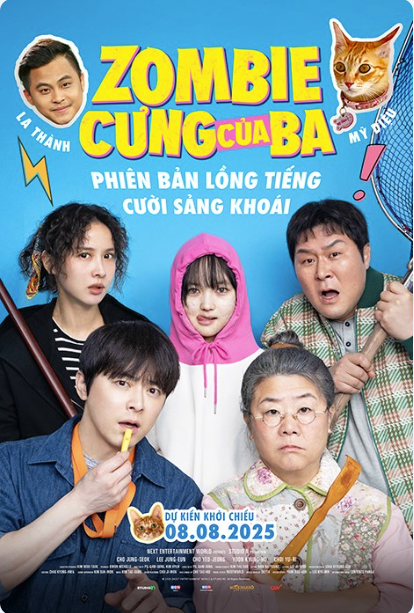 ZOMBIE
CƯNG CỦA BA
LA THÀNH
MỸ DIỆU
PHIÊN BẢN LỒNG TIẾNG
CƯỜI SẢNG KHOÁI
DỰ KIẾN KHỞI CHIẾU
08.08.2025
NEXT ENTERTAINMENT WORLD
CHO JUNG-SEOK LEE JUNG-EUN CHO YEO-JEONG YOON KYUNG-HO CHOI YU-RI